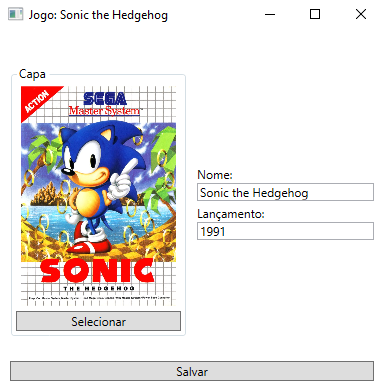 Jogo: Sonic the Hedgehog
Capa
ACTION
SEGA
Master System
SONIC
THE HEDGEHOG
Selecionar
Nome:
Sonic the Hedgehog
Lançamento:
1991
Salvar